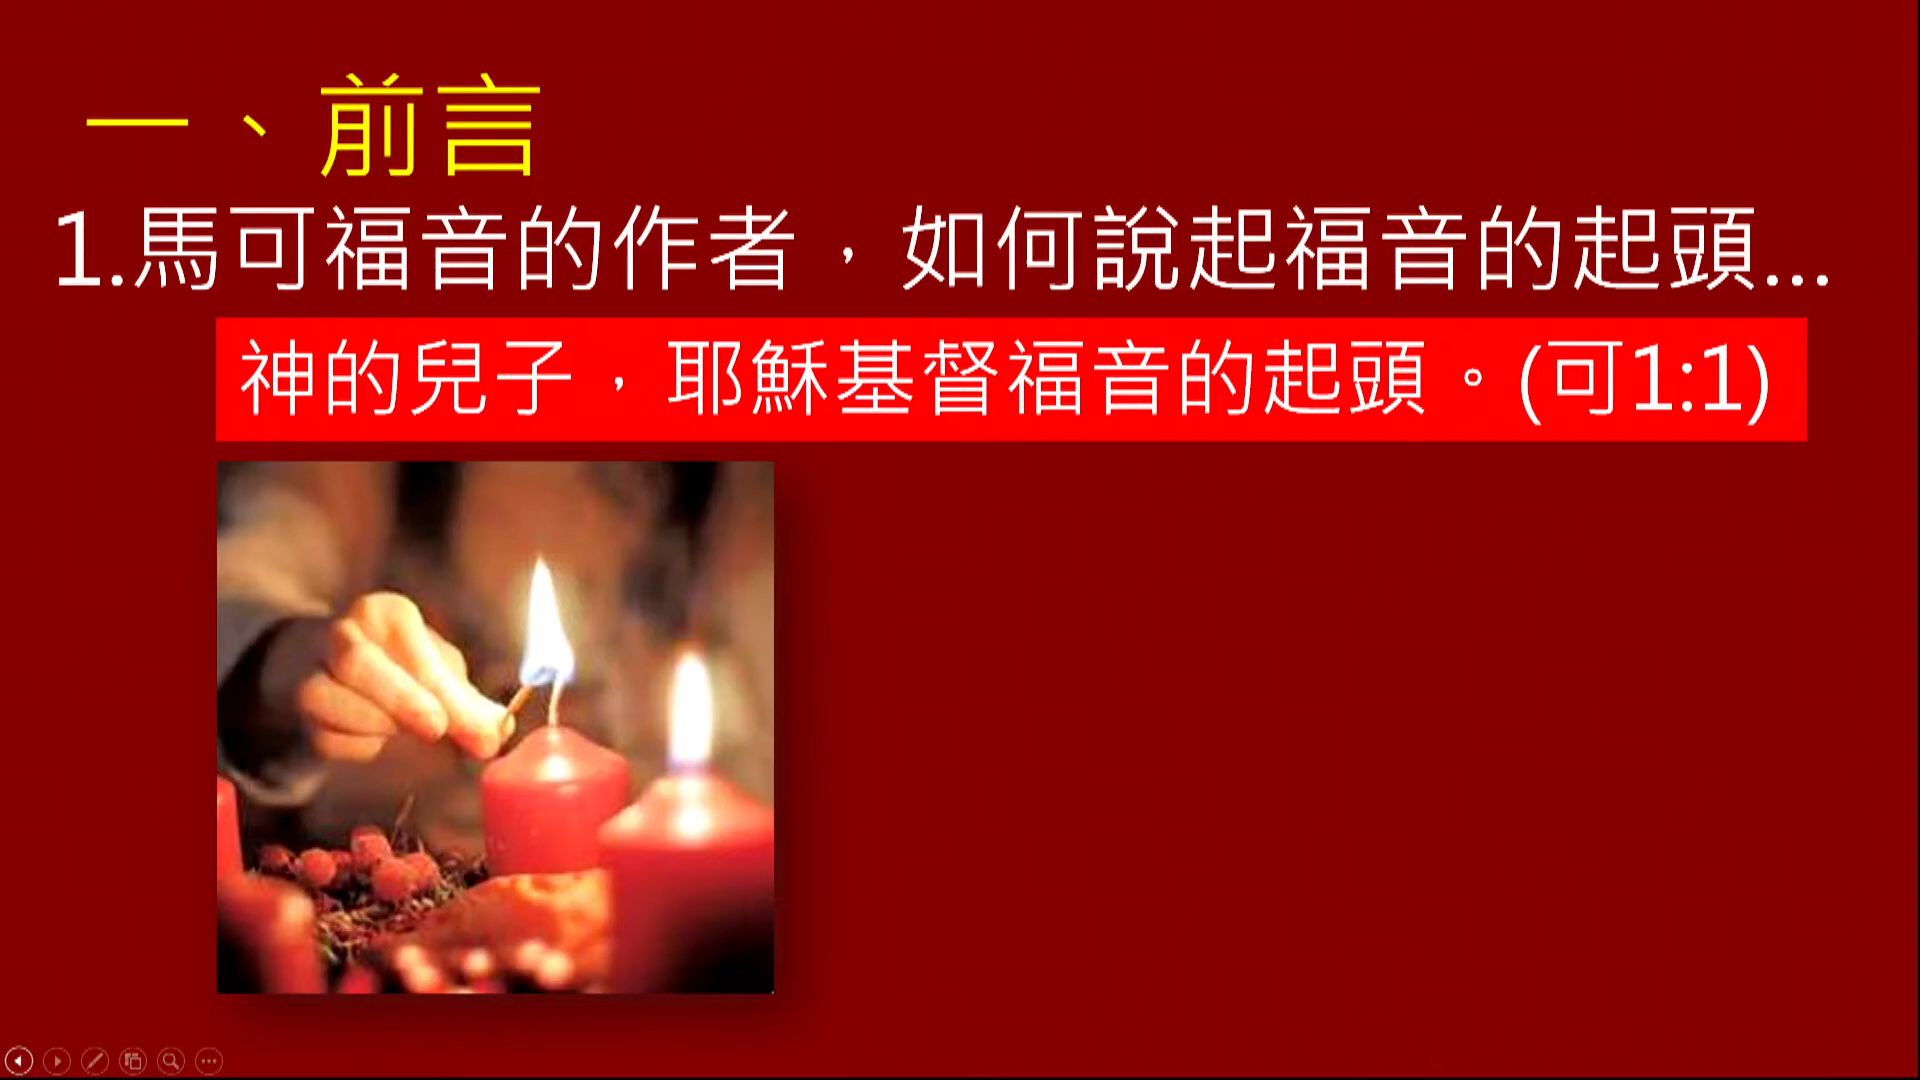 一、前言
1.馬可福音的作者，如何說起福音的起頭...
神的兒子，耶穌基督福音的起頭。(可1:1)